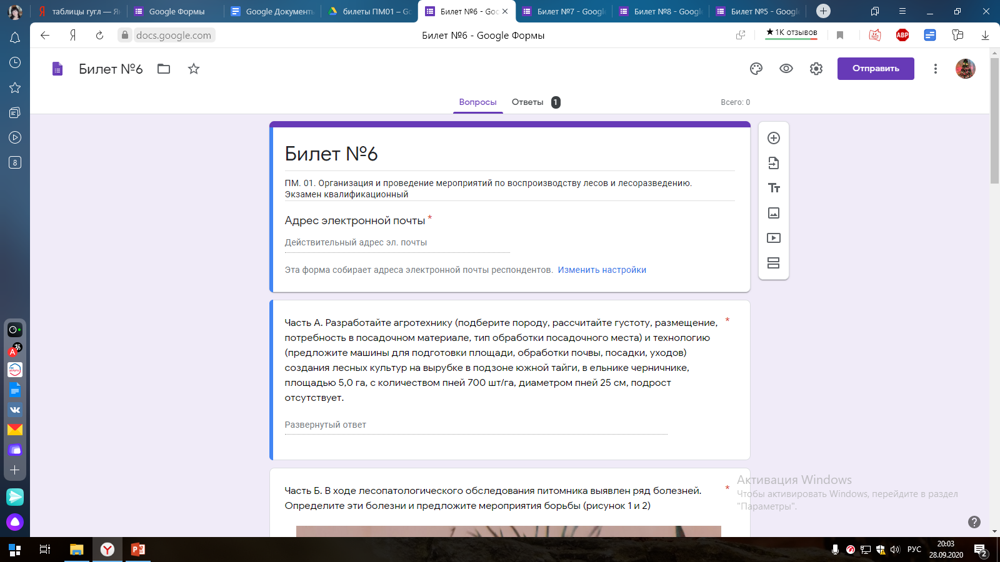 таблицы гугл — Ян
Google Формы
Google Документы
билеты ПМ01 – Go
Билет №6 - Goo
Билет №7 - Google
Билет №8 - Google
Билет №5 - Google
docs.google.com
Билет №6 - Google Формы
★ 1K отзывов
ABP
Билет №6
Отправить
Вопросы
Ответы 1
Всего: 0
Билет №6
ПМ. 01. Организация и проведение мероприятий по воспроизводству лесов и лесоразведению.
Экзамен квалификационный
Адрес электронной почты *
Действительный адрес эл. почты
Эта форма собирает адреса электронной почты респондентов. Изменить настройки
Часть А. Разработайте агротехнику (подберите породу, рассчитайте густоту, размещение, *
потребность в посадочном материале, тип обработки посадочного места) и технологию
(предложите машины для подготовки площади, обработки почвы, посадки, уходов)
создания лесных культур на вырубке в подзоне южной тайги, в ельнике черничнике,
площадью 5,0 га, с количеством пней 700 шт/га, диаметром пней 25 см, подрост
отсутствует.
Развернутый ответ
Часть Б. В ходе лесопатологического обследования питомника выявлен ряд болезней. *
Определите эти болезни и предложите мероприятия борьбы (рисунок 1 и 2)
Активация Windows
Чтобы активировать Windows, перейдите в раздел
"Параметры".
8
РУС
20:03
28.09.2020
2